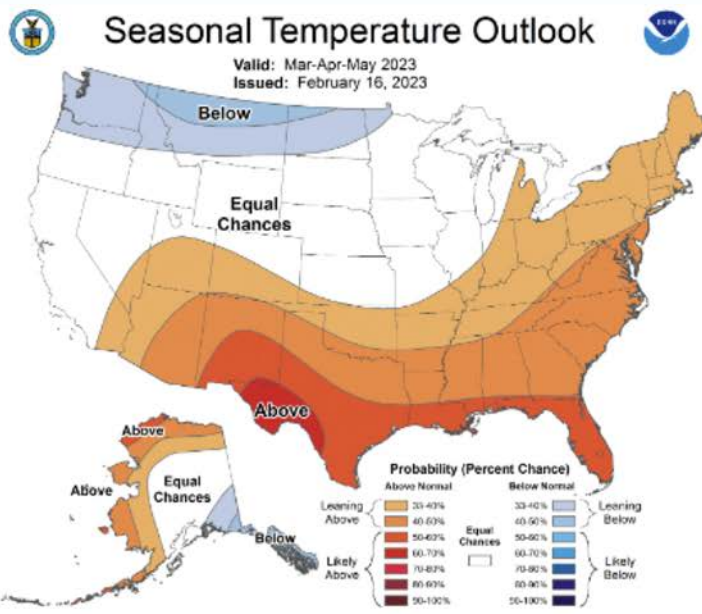 Seasonal Temperature Outlook
Valid: Mar-Apr-May 2023
Issued: February 16, 2023
Below
Equal
Chances
Above
Above
Above
Equal
Chances
Below
Probability (Percent Chance)
Above Normal
Below Normal
Leaning
Above
33-40%
40-50%
Likely
Above
50-60%
60-70%
70-80%
80-90%
90-100%
Equal
Chances
33-40%
40-50%
Leaning
Below
50-60%
60-70%
70-80%
80-90%
90-100%
Likely
Below